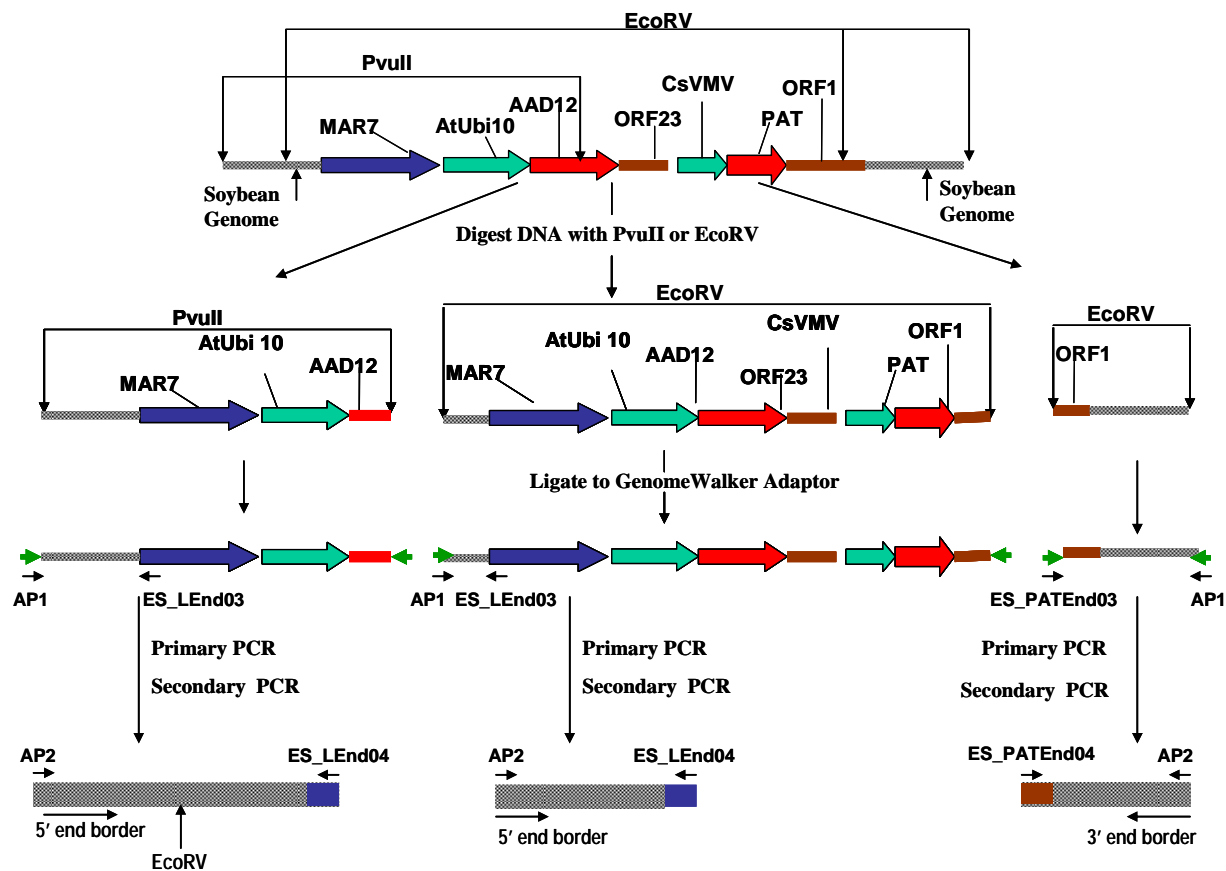 EcoRV
PvuII
CsVMV
ORF1
AAD12
PAT
ORF23
AtUbi10
MAR7
Soybean
Genome
Soybean
Genome
Digest DNA with PvuII or EcoRV
EcoRV
PvuII
EcoRV
CsVMV
ORF1
AtUbi 10
AtUbi 10
AAD12
ORF1
AAD12
PAT
MAR7
MAR7
ORF23
Ligate to GenomeWalker Adaptor
AP1
ES_LEnd03
AP1
ES_LEnd03
ES_PATEnd03
AP1
Primary PCR
Secondary PCR
Primary PCR
Secondary PCR
Primary PCR
Secondary PCR
AP2
ES_LEnd04
AP2
ES_LEnd04
ES_PATEnd04
AP2
5′ end border
EcoRV
5′ end border
3′ end border